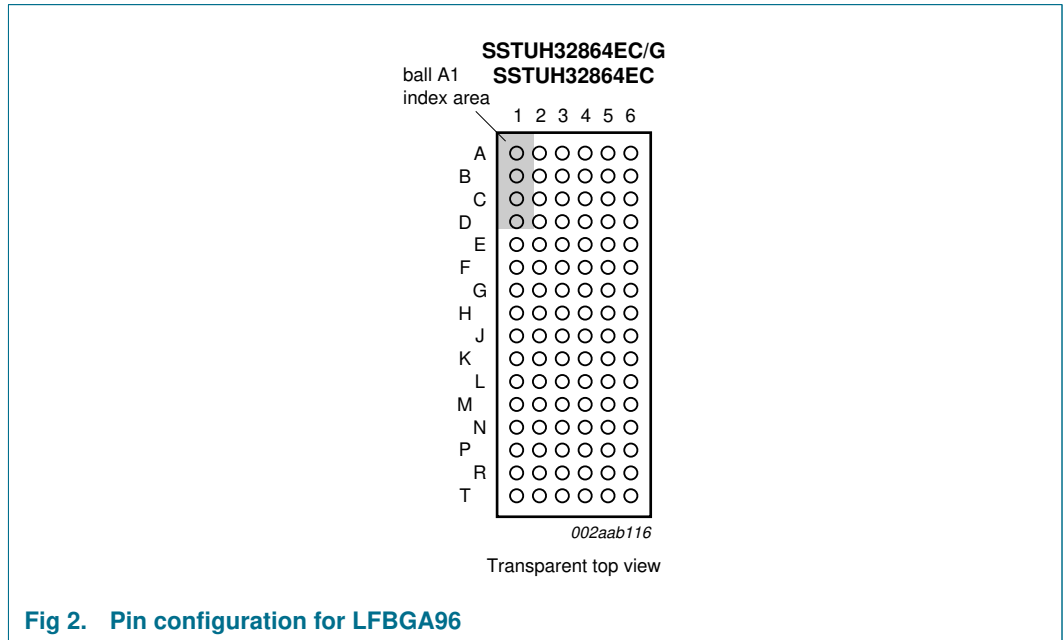 SSTUH32864EC/G
SSTUH32864EC
ball A1
index area
1 2 3 4 5 6
A
B
C
D
E
F
G
H
J
K
L
M
N
P
R
T
002aab116
Transparent top view
Fig 2. Pin configuration for LFBGA96